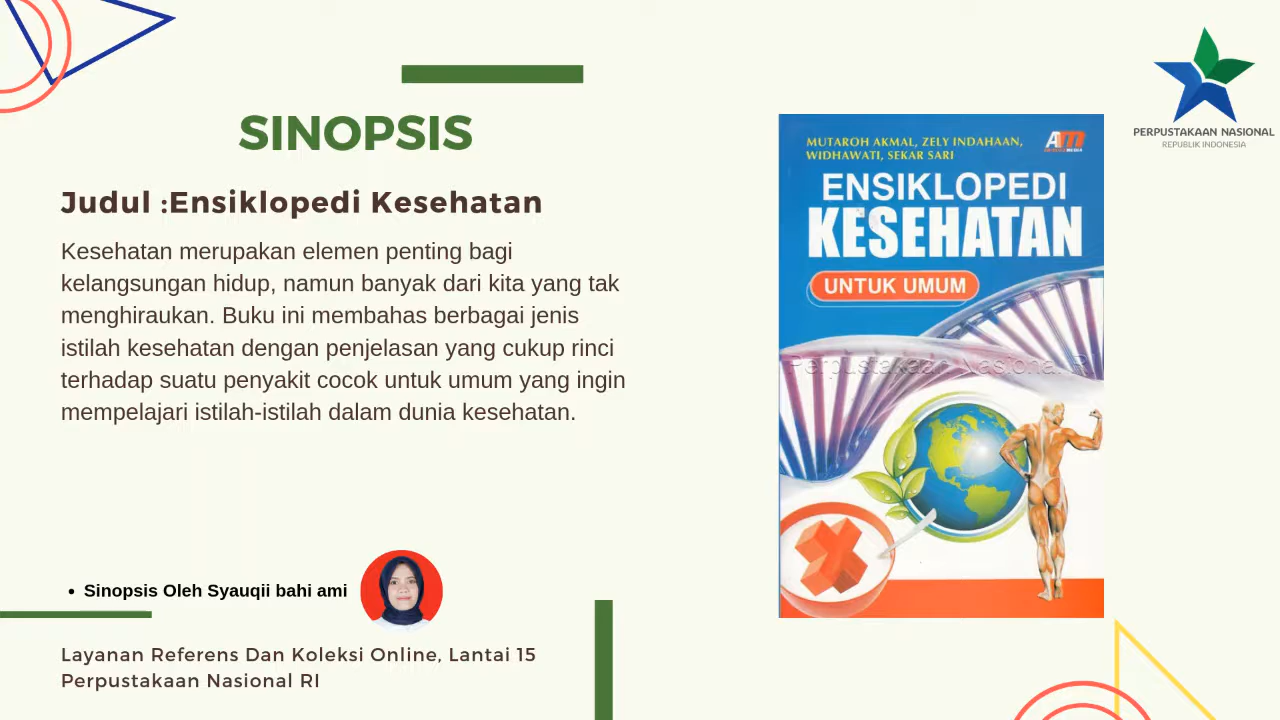 SINOPSIS
Judul :Ensiklopedi Kesehatan
Kesehatan merupakan elemen penting bagi
kelangsungan hidup, namun banyak dari kita yang tak
menghiraukan. Buku ini membahas berbagai jenis
istilah kesehatan dengan penjelasan yang cukup rinci
terhadap suatu penyakit cocok untuk umum yang ingin
mempelajari istilah-istilah dalam dunia kesehatan.
• Sinopsis Oleh Syauqii bahi ami
Layanan Referens Dan Koleksi Online, Lantai 15
Perpustakaan Nasional RI
MUTAROH AKMAL, ZELY INDAHAAN,
WIDHAWATI, SEKAR SARI
AM
ENSIKLOPEDI
KESEHATAN
UNTUK UMUM
Perpustakaan Nasional R
PERPUSTAKAAN NASIONAL
REPUBLIK INDONESIA